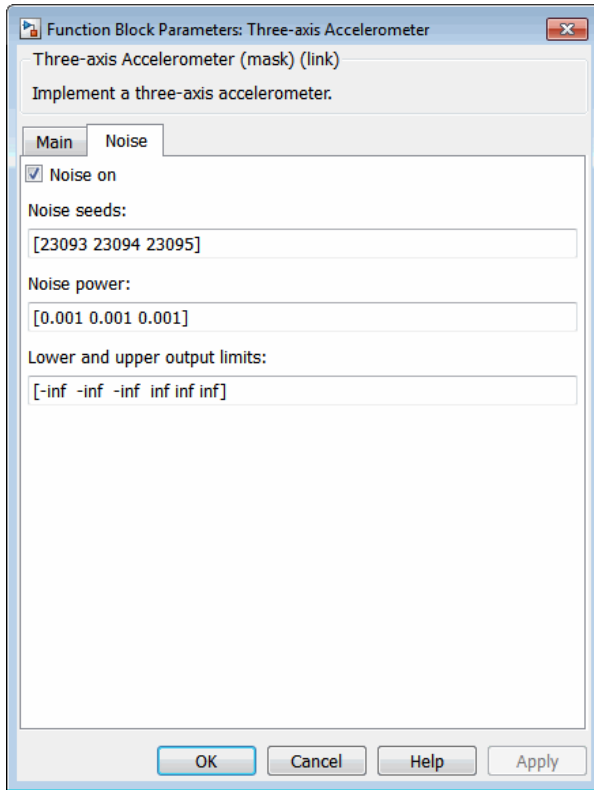 Function Block Parameters: Three-axis Accelerometer
Three-axis Accelerometer (mask) (link)
Implement a three-axis accelerometer.
Main Noise
Noise on
Noise seeds:
[23093 23094 23095]
Noise power:
[0.001 0.001 0.001]
Lower and upper output limits:
[-inf  -inf  -inf  inf inf inf]
OK Cancel Help Apply